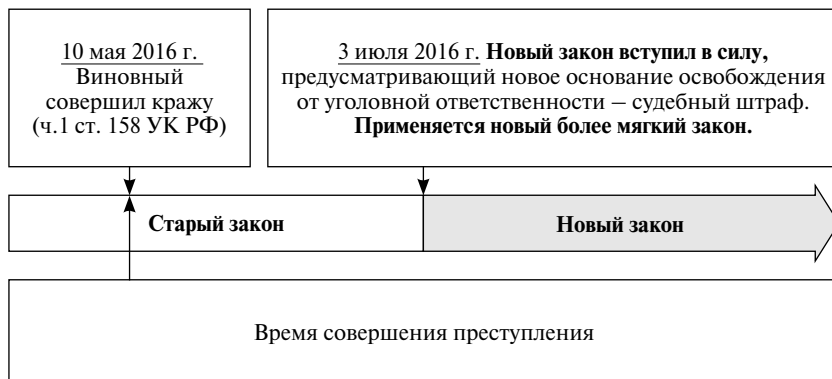 10 мая 2016 г.
Виновный
совершил кражу
(ч.1 ст. 158 УК РФ)
3 июля 2016 г. Новый закон вступил в силу,
предусматривающий новое основание освобождения
от уголовной ответственности – судебный штраф.
Применяется новый более мягкий закон.
Старый закон
Новый закон
Время совершения преступления